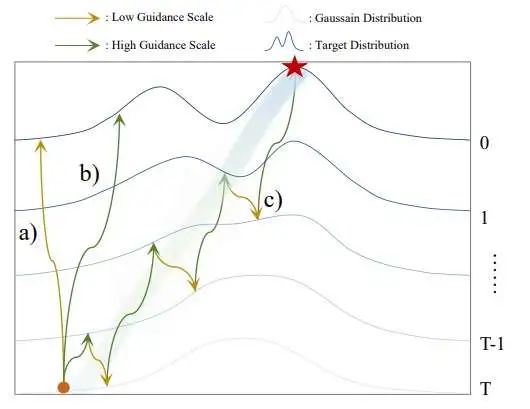 : Low Guidance Scale
: Gaussain Distribution
: High Guidance Scale
: Target Distribution
0
b)
c)
1
a)
......
T-1
T